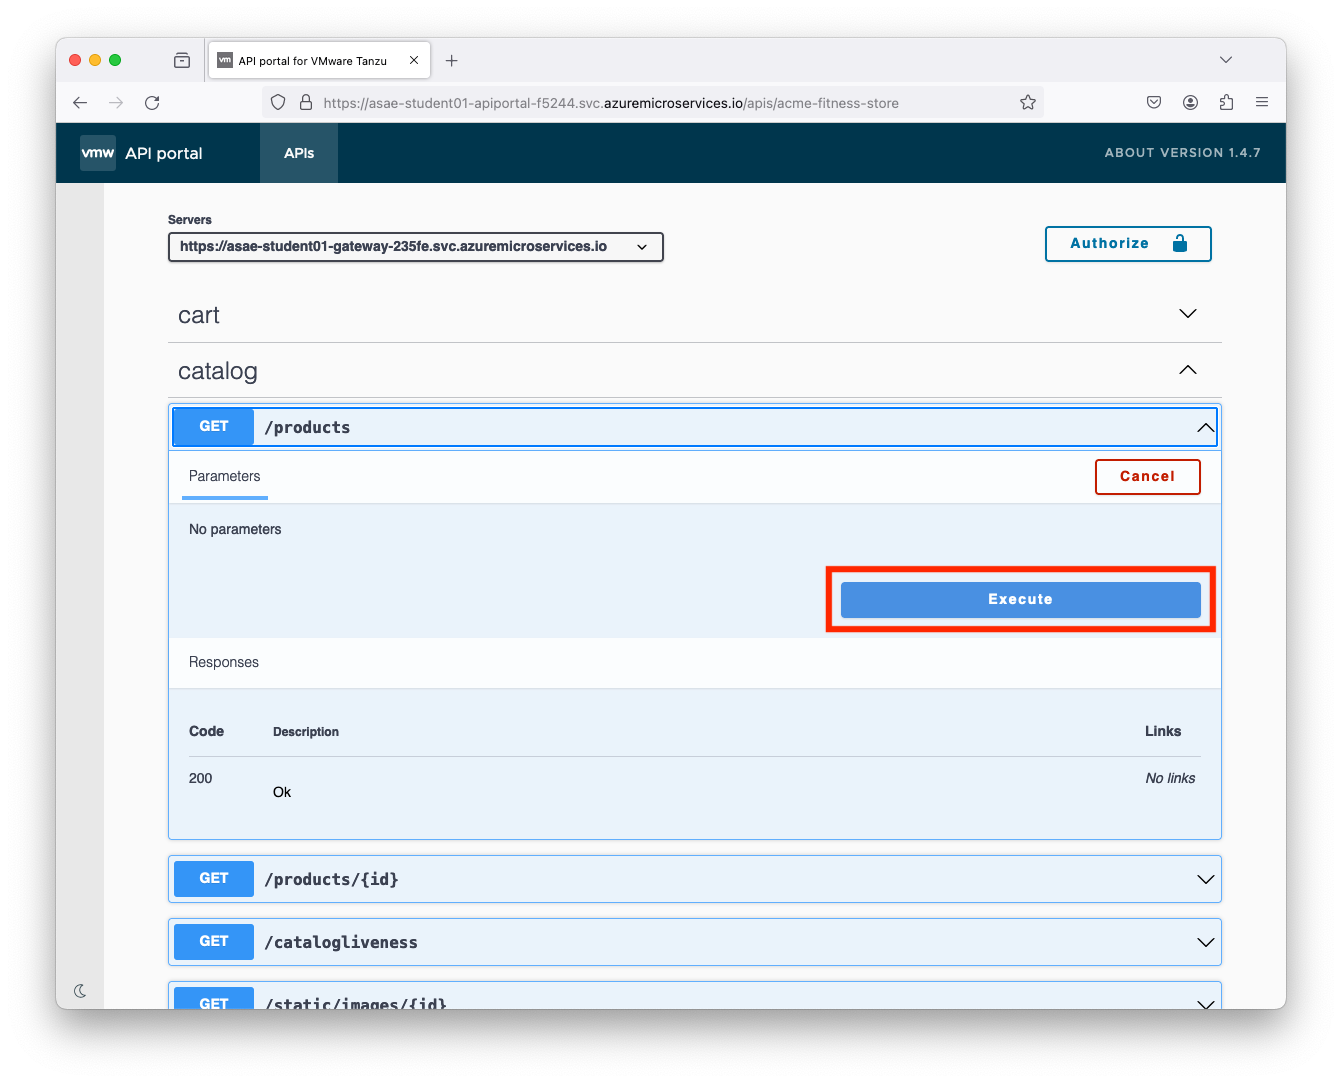 vm API portal for VMware Tanzu
https://asae-student01-apiportal-f5244.svc.azuremicroservices.io/apis/acme-fitness-store
vmw API portal APIs ABOUT VERSION 1.4.7
Servers
https://asae-student01-gateway-235fe.svc.azuremicroservices.io
Authorize
cart
catalog
GET /products
Parameters Cancel
No parameters
Execute
Responses
Code Description Links
200 No links
Ok
GET /products/{id}
GET /catalogliveness
GET /static/images/{id}